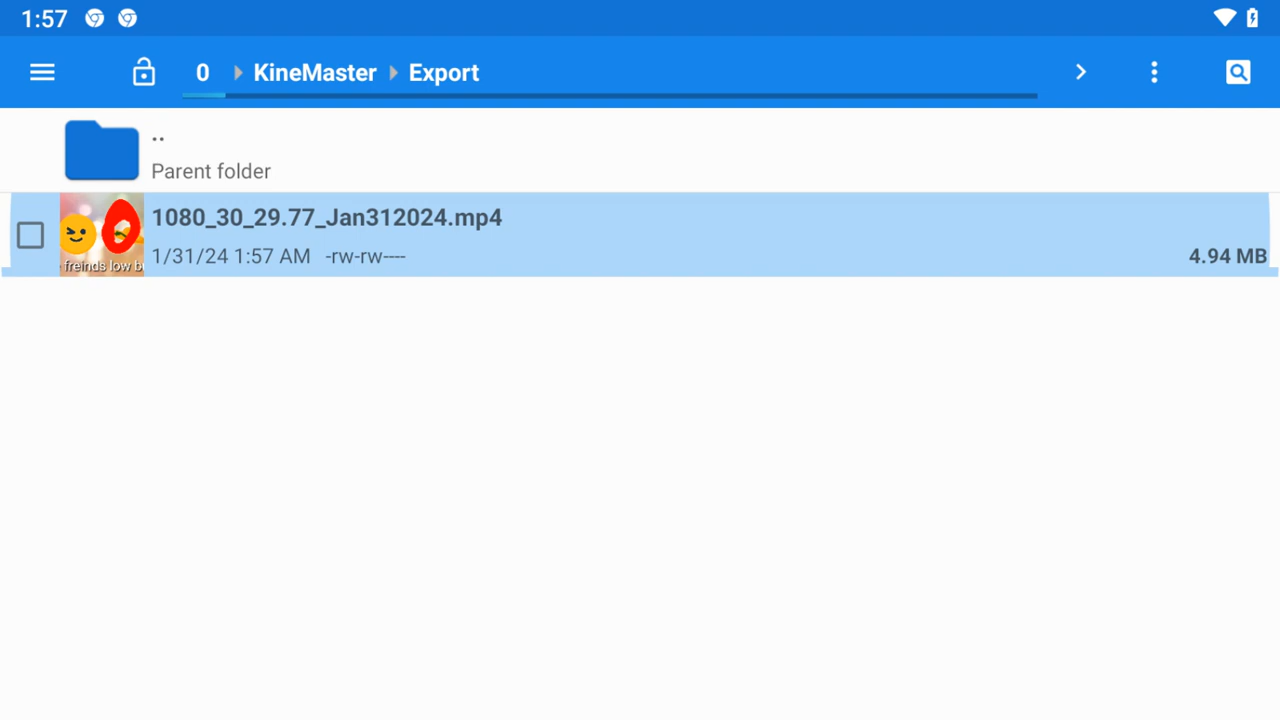 1:57
0 KineMaster Export
..
Parent folder
1080_30_29.77_Jan312024.mp4
1/31/24 1:57 AM -rw-rw----
4.94 MB
freinds low b